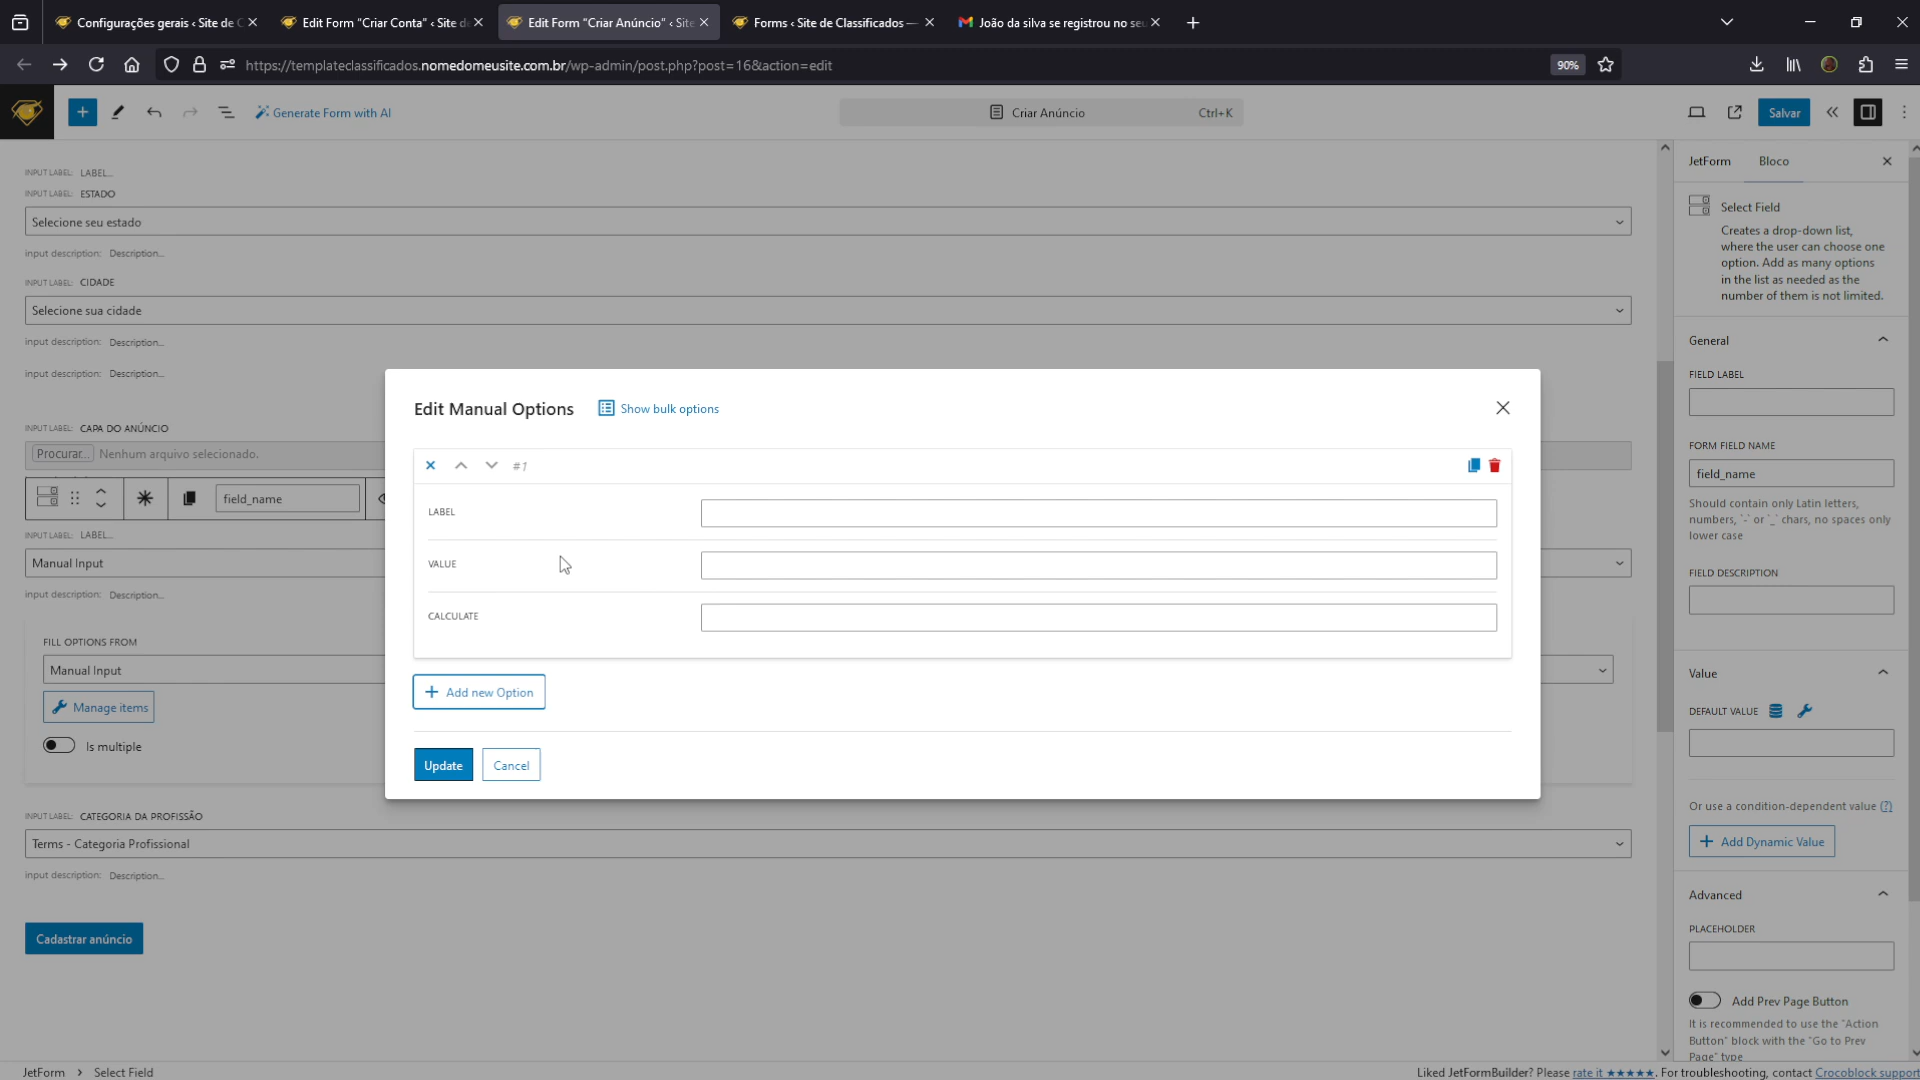 Configurações gerais ‹ Site de C
Edit Form "Criar Conta" ‹ Site de
Edit Form "Criar Anúncio" ‹ Site
Forms ‹ Site de Classificados —
João da silva se registrou no seu
https://templateclassificados.nomedomeusite.com.br/wp-admin/post.php?post=16&action=edit
90%
Generate Form with AI
Criar Anúncio
Ctrl+K
Salvar
INPUT LABEL: LABEL...
INPUT LABEL: ESTADO
Selecione seu estado
input description: Description...
INPUT LABEL: CIDADE
Selecione sua cidade
input description: Description...
input description: Description...
INPUT LABEL: CAPA DO ANÚNCIO
Procurar... Nenhum arquivo selecionado.
field_name
INPUT LABEL: LABEL...
Manual Input
input description: Description...
FILL OPTIONS FROM
Manual Input
Manage items
Is multiple
INPUT LABEL: CATEGORIA DA PROFISSÃO
Terms - Categoria Profissional
input description: Description...
Cadastrar anúncio
Edit Manual Options
Show bulk options
#1
LABEL
VALUE
CALCULATE
Add new Option
Update
Cancel
JetForm
Bloco
Select Field
Creates a drop-down list,
where the user can choose one
option. Add as many options
in the list as needed as the
number of them is not limited.
General
FIELD LABEL
FORM FIELD NAME
field_name
Should contain only Latin letters,
numbers, `-` or `_` chars, no spaces only
lower case
FIELD DESCRIPTION
Value
DEFAULT VALUE
Or use a condition-dependent value (?)
Add Dynamic Value
Advanced
PLACEHOLDER
Add Prev Page Button
It is recommended to use the "Action
Button" block with the "Go to Prev
Page" type
JetForm › Select Field
Liked JetFormBuilder? Please rate it ★★★★★. For troubleshooting, contact Crocoblock support